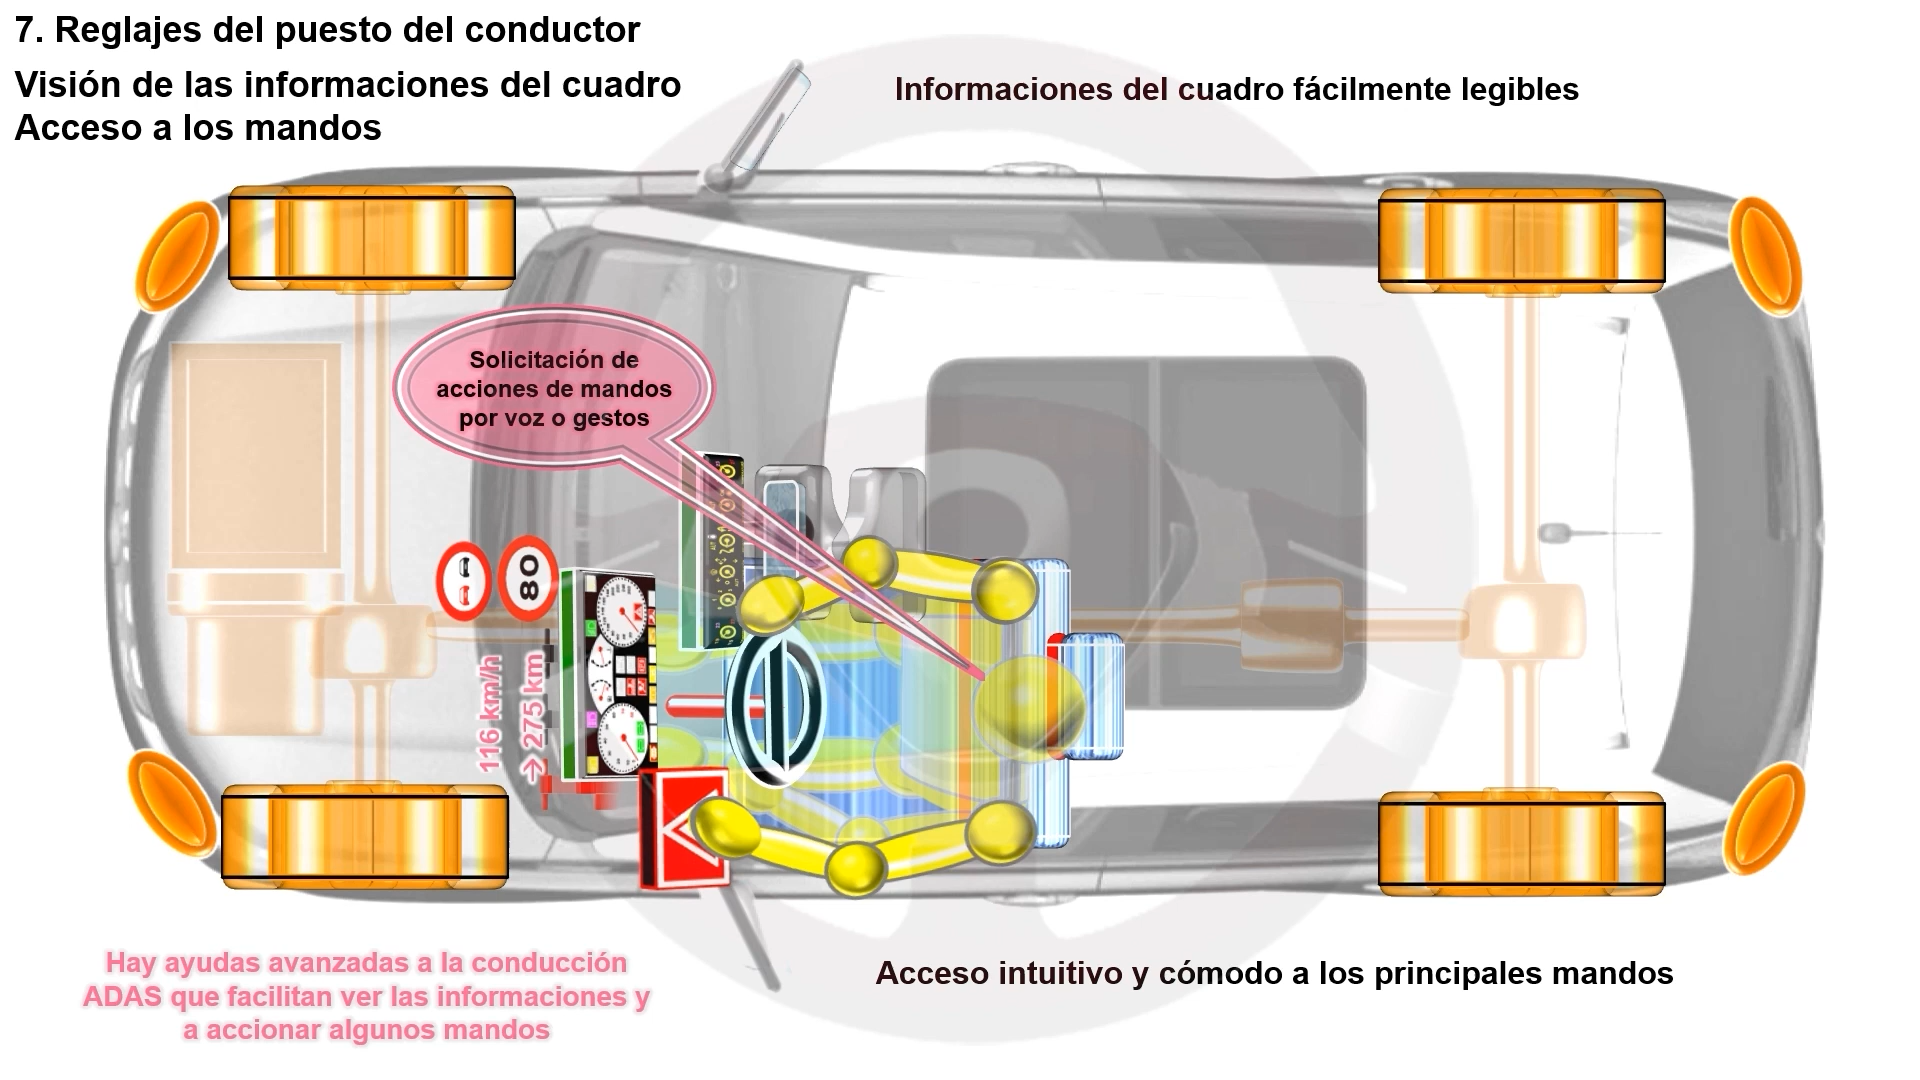 7. Reglajes del puesto del conductor
Visión de las informaciones del cuadro
Acceso a los mandos
Informaciones del cuadro fácilmente legibles
Solicitación de
acciones de mandos
por voz o gestos
80
116 km/h
→ 275 km
Hay ayudas avanzadas a la conducción
ADAS que facilitan ver las informaciones y
a accionar algunos mandos
Acceso intuitivo y cómodo a los principales mandos